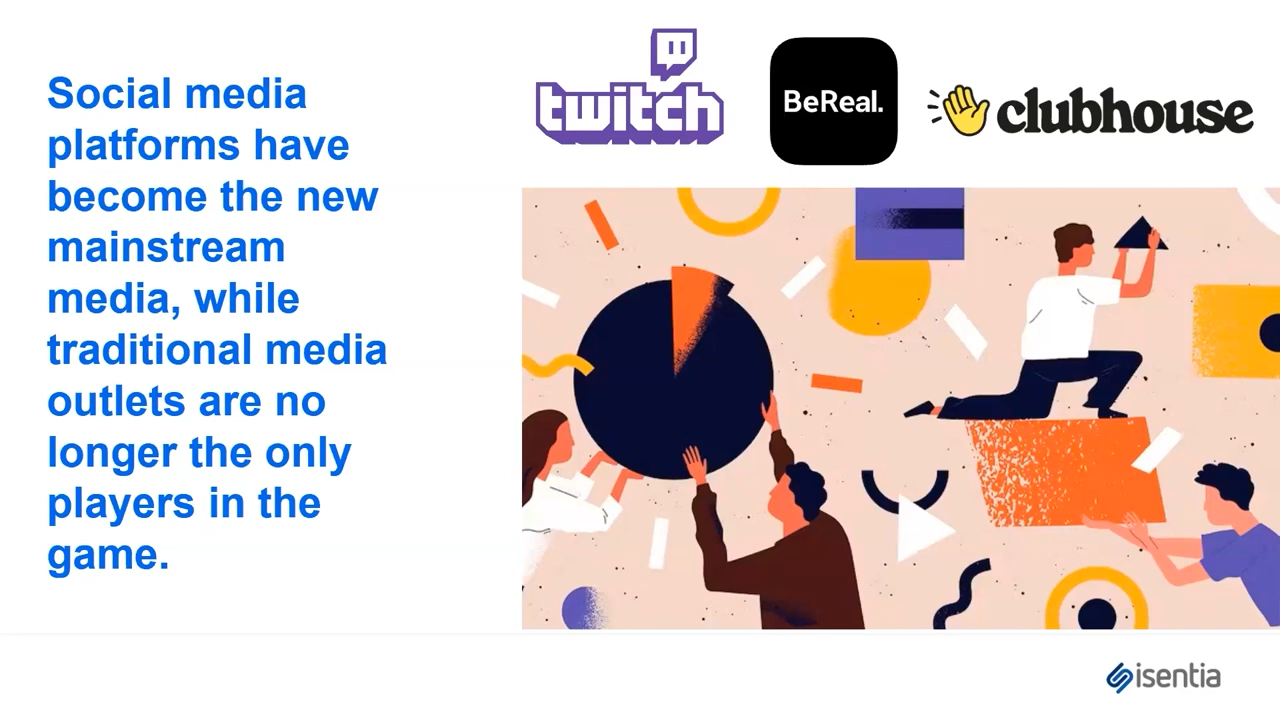 Social media
platforms have
become the new
mainstream
media, while
traditional media
outlets are no
longer the only
players in the
game.
twitch
BeReal.
clubhouse
isentia